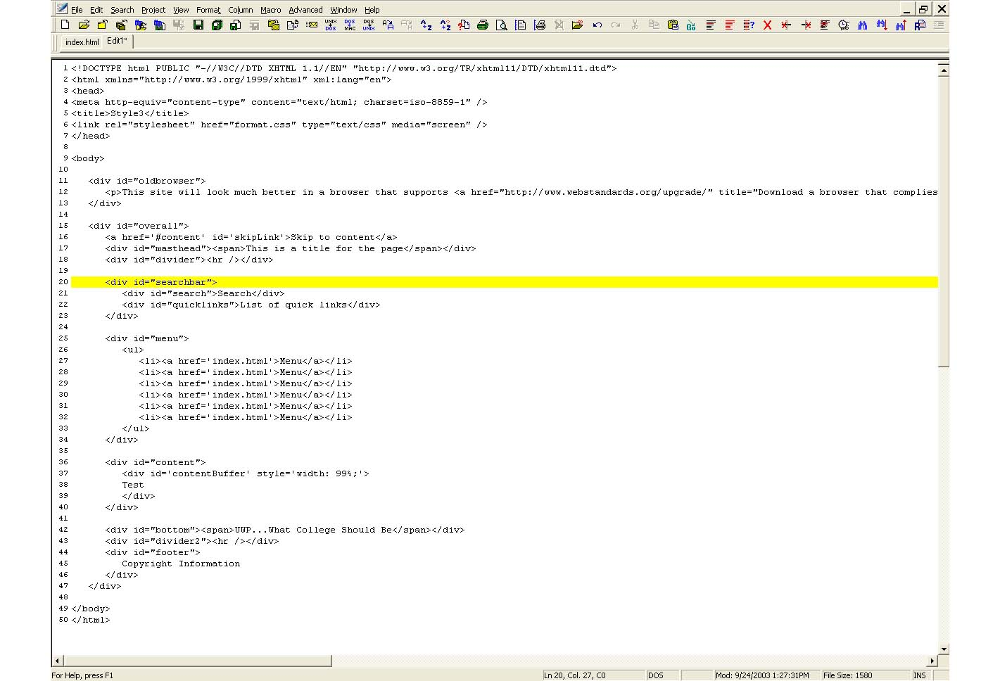 File Edit Search Project View Format Column Macro Advanced Window Help
index.html Edit1*
1 <!DOCTYPE html PUBLIC "-//W3C//DTD XHTML 1.1//EN" "http://www.w3.org/TR/xhtml11/DTD/xhtml11.dtd">
2 <html xmlns="http://www.w3.org/1999/xhtml" xml:lang="en">
3 <head>
4 <meta http-equiv="content-type" content="text/html; charset=iso-8859-1" />
5 <title>Style3</title>
6 <link rel="stylesheet" href="format.css" type="text/css" media="screen" />
7 </head>
8
9 <body>
10
11 <div id="oldbrowser">
12 <p>This site will look much better in a browser that supports <a href="http://www.webstandards.org/upgrade/" title="Download a browser that complies
13 </div>
14
15 <div id="overall">
16 <a href='#content' id='skipLink'>Skip to content</a>
17 <div id="masthead"><span>This is a title for the page</span></div>
18 <div id="divider"><hr /></div>
19
20 <div id="searchbar">
21 <div id="search">Search</div>
22 <div id="quicklinks">List of quick links</div>
23 </div>
24
25 <div id="menu">
26 <ul>
27 <li><a href='index.html'>Menu</a></li>
28 <li><a href='index.html'>Menu</a></li>
29 <li><a href='index.html'>Menu</a></li>
30 <li><a href='index.html'>Menu</a></li>
31 <li><a href='index.html'>Menu</a></li>
32 <li><a href='index.html'>Menu</a></li>
33 </ul>
34 </div>
35
36 <div id="content">
37 <div id='contentBuffer' style='width: 99%;'>
38 Test
39 </div>
40 </div>
41
42 <div id="bottom"><span>UWP...What College Should Be</span></div>
43 <div id="divider2"><hr /></div>
44 <div id="footer">
45 Copyright Information
46 </div>
47 </div>
48
49 </body>
50 </html>
For Help, press F1 Ln 20, Col. 27, C0 DOS Mod: 9/24/2003 1:27:31PM File Size: 1580 INS